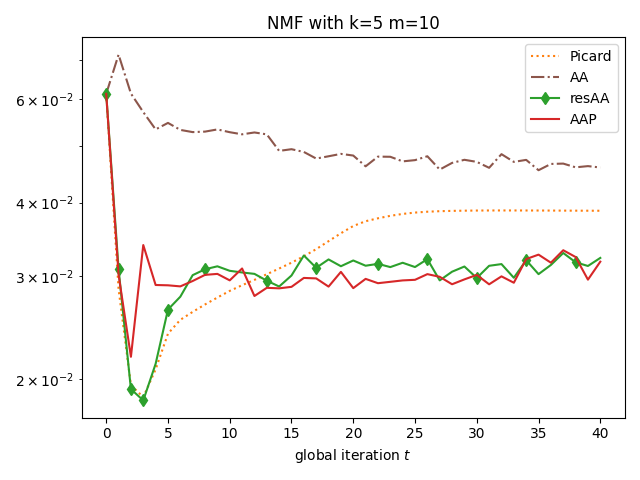 NMF with k=5 m=10
Picard
AA
resAA
AAP
6 × 10⁻²
4 × 10⁻²
3 × 10⁻²
2 × 10⁻²
0 5 10 15 20 25 30 35 40
global iteration t